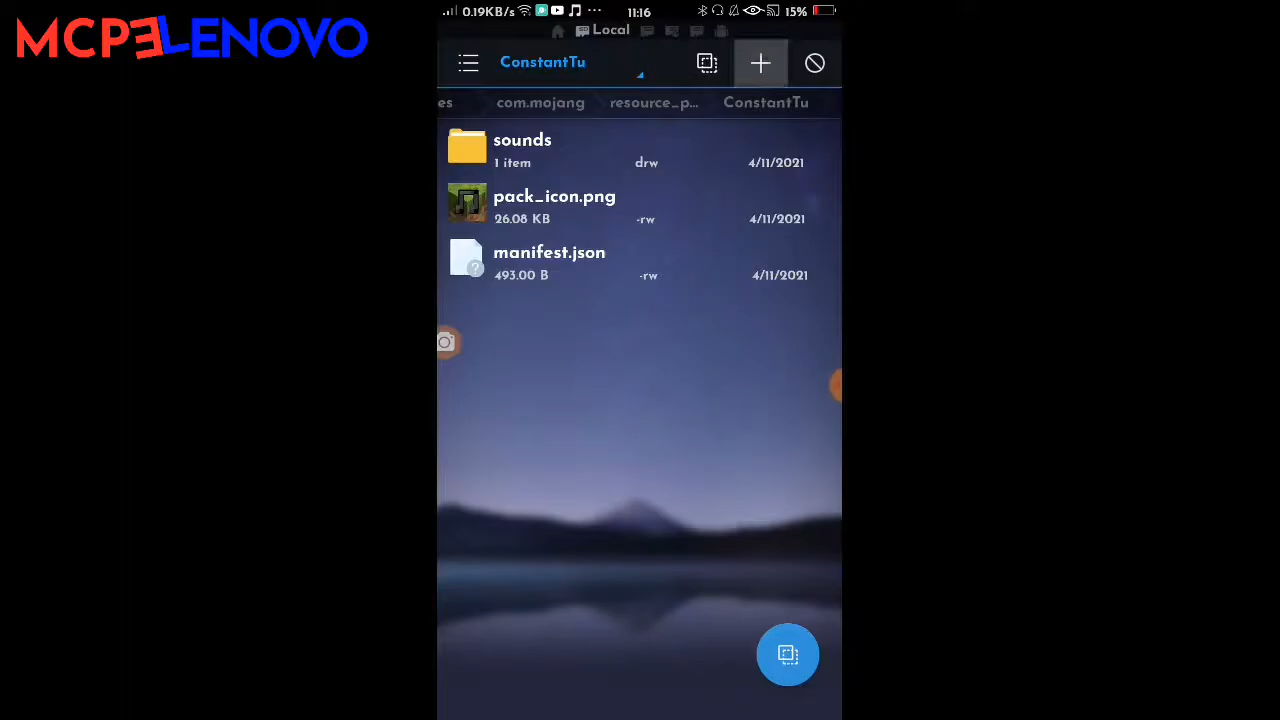 MCPELENOVO
0.19KB/s ... 11:16 15%
Local
ConstantTu
es com.mojang resource_p... ConstantTu
sounds
1 item drw 4/11/2021
pack_icon.png
26.08 KB -rw 4/11/2021
manifest.json
493.00 B -rw 4/11/2021